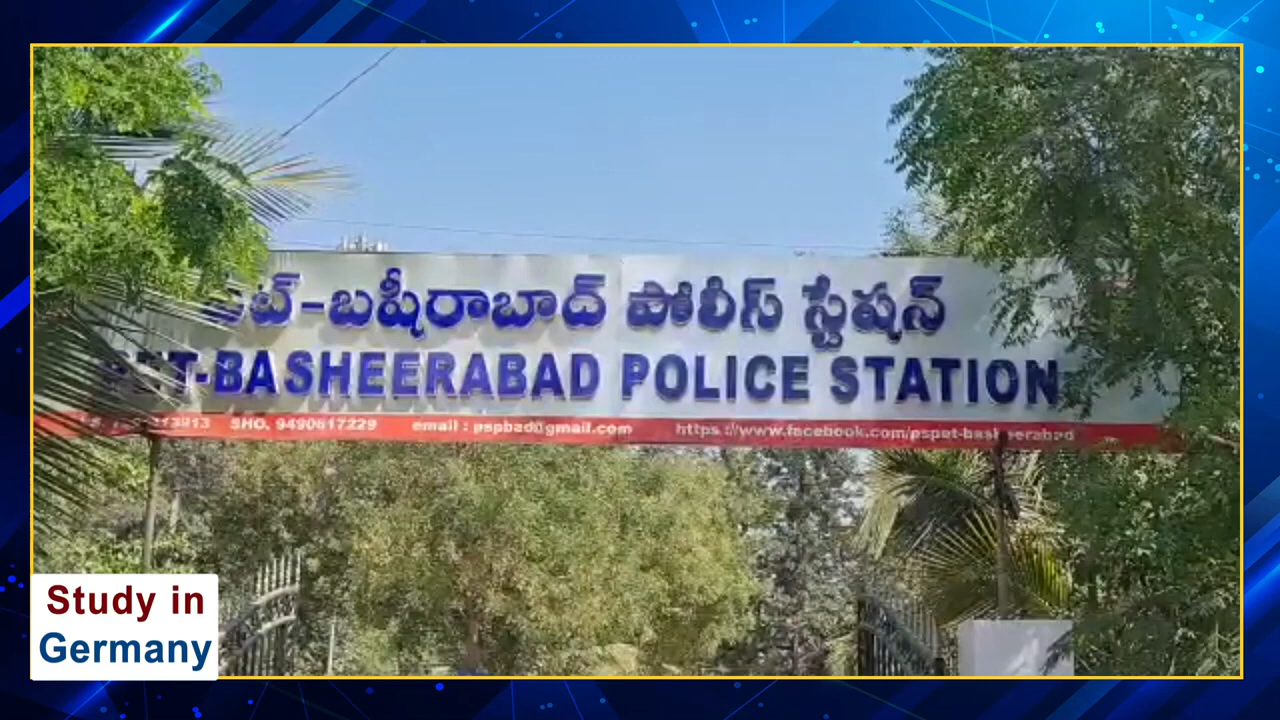 బషీరాబాద్ పోలీస్ స్టేషన్
BASHEERABAD POLICE STATION
SHO. 9490617229 email : pspbad@gmail.com https://www.facebook.com/pspet-basheerabad
Study in
Germany